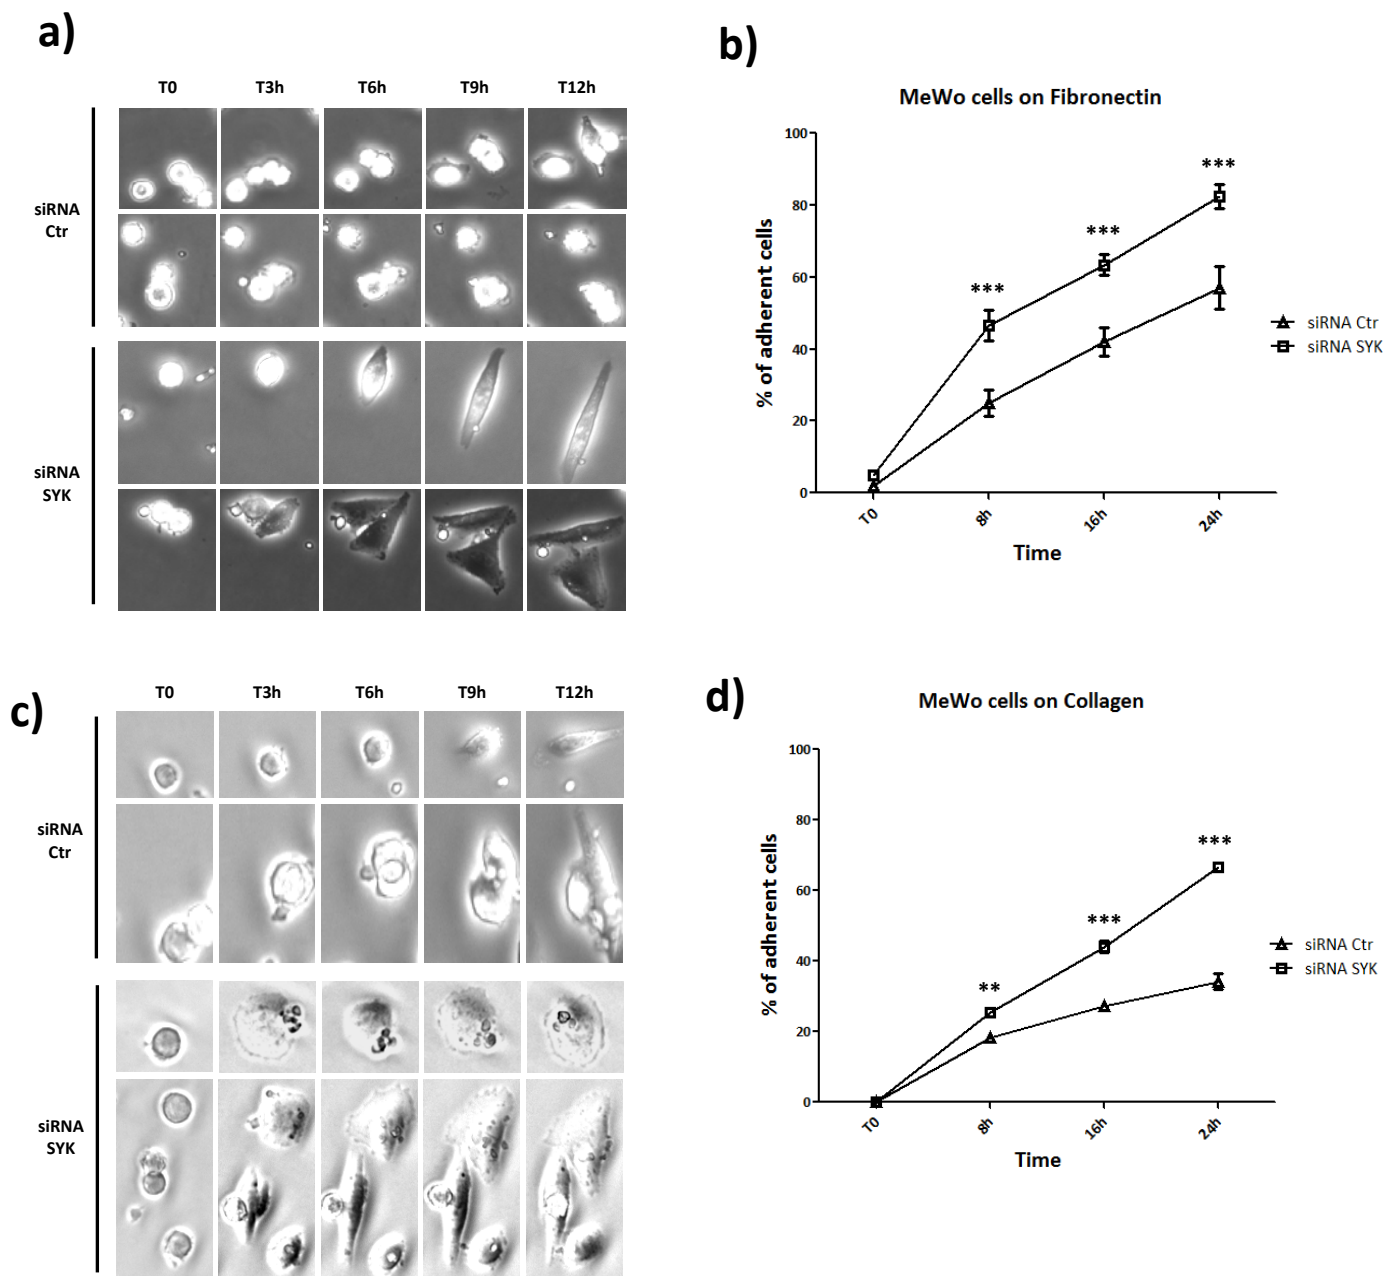 a)
T0 T3h T6h T9h T12h
siRNA
Ctr
siRNA
SYK
b)
MeWo cells on Fibronectin
% of adherent cells
100
80
60
40
20
0
***
***
***
T0 8h 16h 24h
Time
siRNA Ctr
siRNA SYK
c)
T0 T3h T6h T9h T12h
siRNA
Ctr
siRNA
SYK
d)
MeWo cells on Collagen
% of adherent cells
100
80
60
40
20
0
**
***
***
T0 8h 16h 24h
Time
siRNA Ctr
siRNA SYK